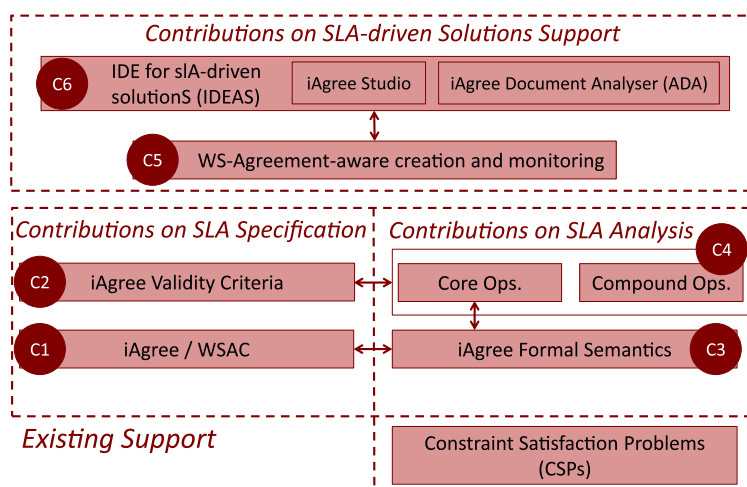 Contributions on SLA-driven Solutions Support
C6
IDE for slA-driven
solutionS (IDEAS)
iAgree Studio
iAgree Document Analyser (ADA)
C5
WS-Agreement-aware creation and monitoring
Contributions on SLA Specification
Contributions on SLA Analysis
C4
C2
iAgree Validity Criteria
Core Ops.
Compound Ops.
C1
iAgree / WSAC
iAgree Formal Semantics
C3
Existing Support
Constraint Satisfaction Problems
(CSPs)